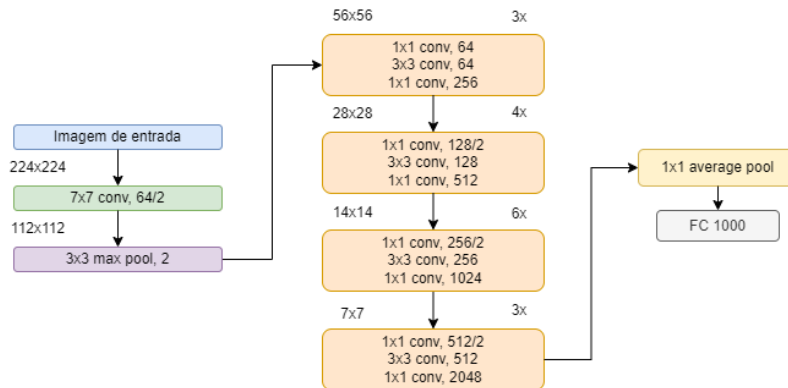 Imagem de entrada
224x224
7x7 conv, 64/2
112x112
3x3 max pool, 2
56x56
3x
1x1 conv, 64
3x3 conv, 64
1x1 conv, 256
28x28
4x
1x1 conv, 128/2
3x3 conv, 128
1x1 conv, 512
14x14
6x
1x1 conv, 256/2
3x3 conv, 256
1x1 conv, 1024
7x7
3x
1x1 conv, 512/2
3x3 conv, 512
1x1 conv, 2048
1x1 average pool
FC 1000